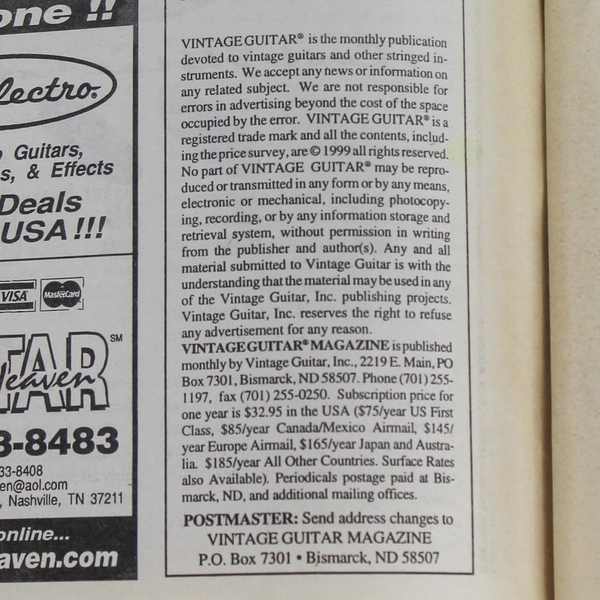 one !!
lectro.
Guitars,
s, & Effects
Deals
USA!!!
VISA MasterCard
TAR SM
Heaven
3-8483
33-8408
en@aol.com
, Nashville, TN 37211
online...
aven.com
VINTAGE GUITAR® is the monthly publication
devoted to vintage guitars and other stringed in-
struments. We accept any news or information on
any related subject. We are not responsible for
errors in advertising beyond the cost of the space
occupied by the error. VINTAGE GUITAR® is a
registered trade mark and all the contents, includ-
ing the price survey, are © 1999 all rights reserved.
No part of VINTAGE GUITAR® may be repro-
duced or transmitted in any form or by any means,
electronic or mechanical, including photocopy-
ing, recording, or by any information storage and
retrieval system, without permission in writing
from the publisher and author(s). Any and all
material submitted to Vintage Guitar is with the
understanding that the material may be used in any
of the Vintage Guitar, Inc. publishing projects.
Vintage Guitar, Inc. reserves the right to refuse
any advertisement for any reason.
VINTAGE GUITAR® MAGAZINE is published
monthly by Vintage Guitar, Inc., 2219 E. Main, PO
Box 7301, Bismarck, ND 58507. Phone (701) 255-
1197, fax (701) 255-0250. Subscription price for
one year is $32.95 in the USA ($75/year US First
Class, $85/year Canada/Mexico Airmail, $145/
year Europe Airmail, $165/year Japan and Austra-
lia. $185/year All Other Countries. Surface Rates
also Available). Periodicals postage paid at Bis-
marck, ND, and additional mailing offices.
POSTMASTER: Send address changes to
VINTAGE GUITAR MAGAZINE
P.O. Box 7301 • Bismarck, ND 58507